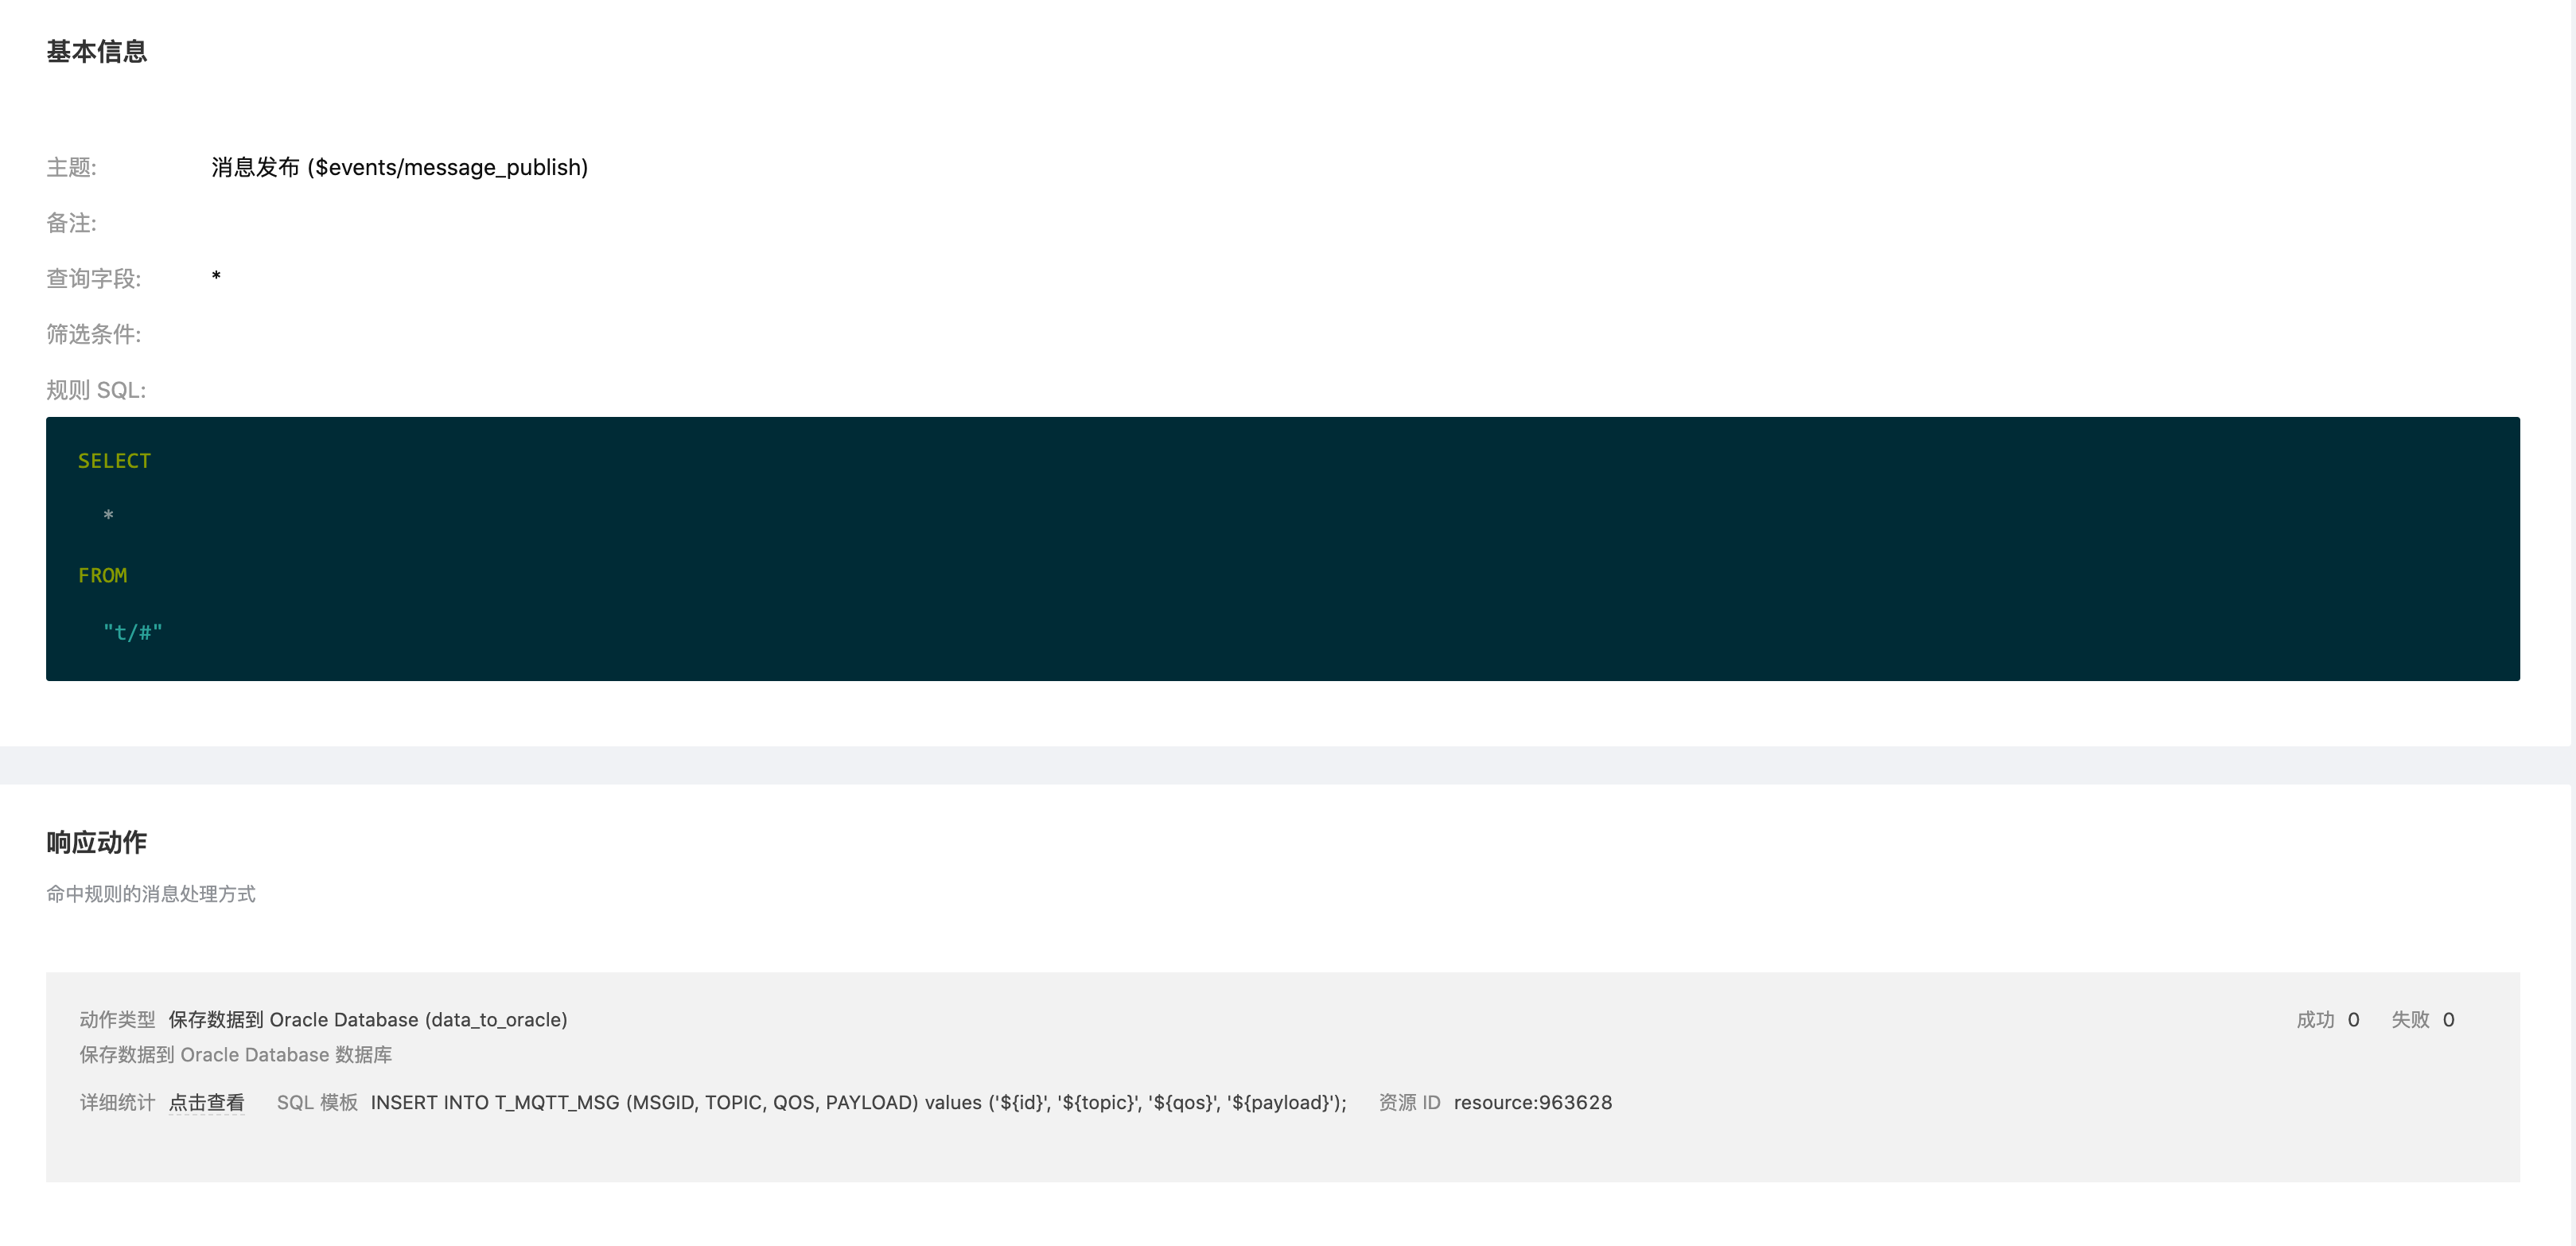 基本信息
主题: 消息发布 ($events/message_publish)
备注:
查询字段: *
筛选条件:
规则 SQL:
SELECT
*
FROM
"t/#"
响应动作
命中规则的消息处理方式
动作类型 保存数据到 Oracle Database (data_to_oracle) 成功 0 失败 0
保存数据到 Oracle Database 数据库
详细统计 点击查看 SQL 模板 INSERT INTO T_MQTT_MSG (MSGID, TOPIC, QOS, PAYLOAD) values ('${id}', '${topic}', '${qos}', '${payload}'); 资源 ID resource:963628